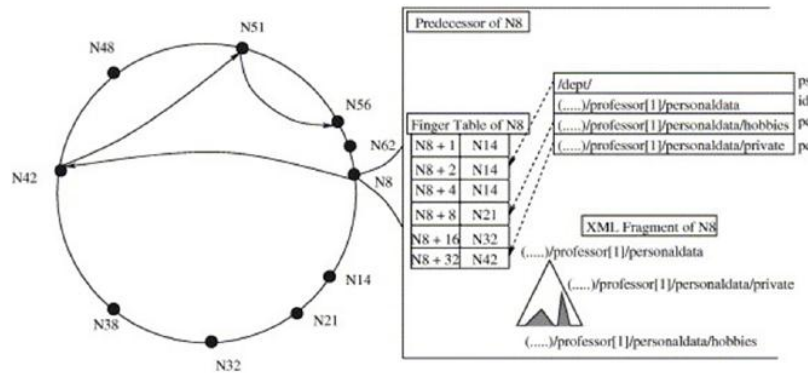 N51
N48
N56
N62
N42
N8
N14
N38
N21
N32
Predecessor of N8
/dept/
(.....)/professor[1]/personaldata
(.....)/professor[1]/personaldata/hobbies
(.....)/professor[1]/personaldata/private
Finger Table of N8
N8 + 1 N14
N8 + 2 N14
N8 + 4 N14
N8 + 8 N21
N8 + 16 N32
N8 + 32 N42
XML Fragment of N8
(.....)/professor[1]/personaldata
(.....)/professor[1]/personaldata/private
(.....)/professor[1]/personaldata/hobbies